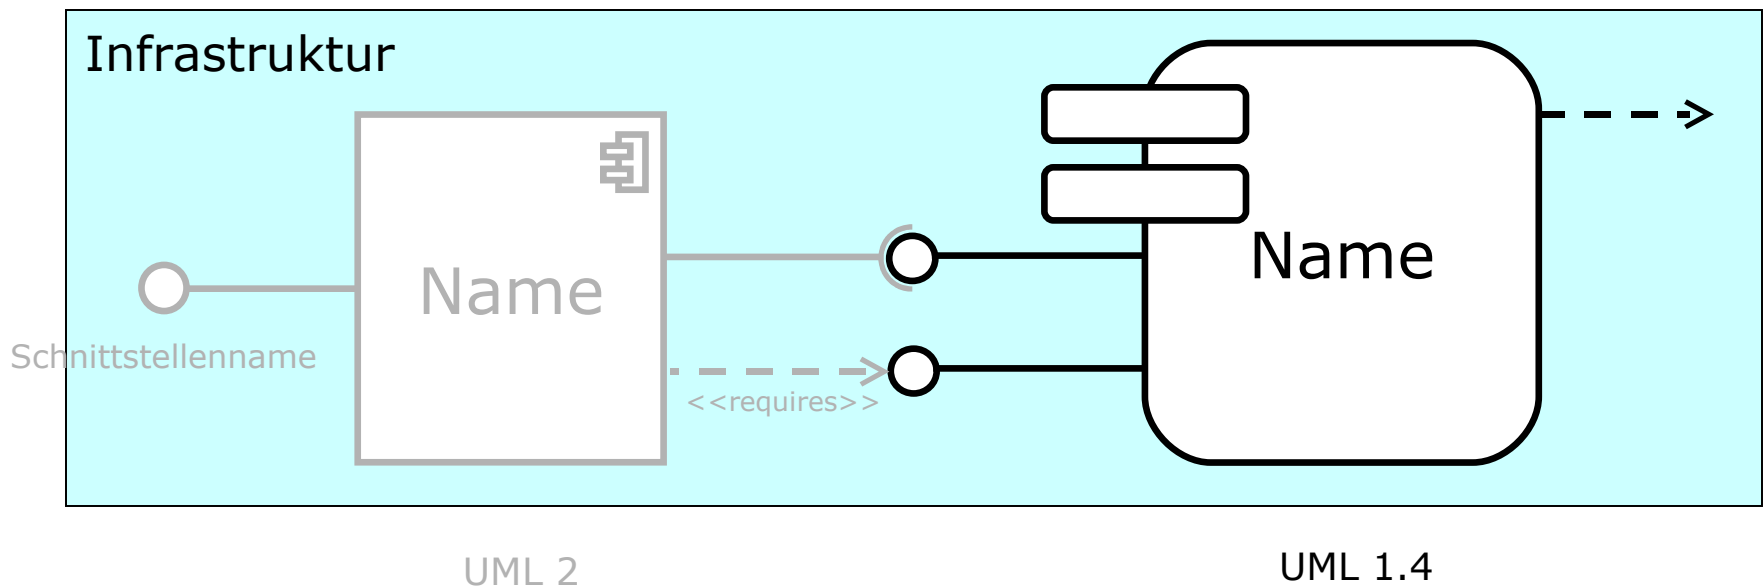 Infrastruktur
Name
Name
Schnittstellenname
<<requires>>
UML 2
UML 1.4